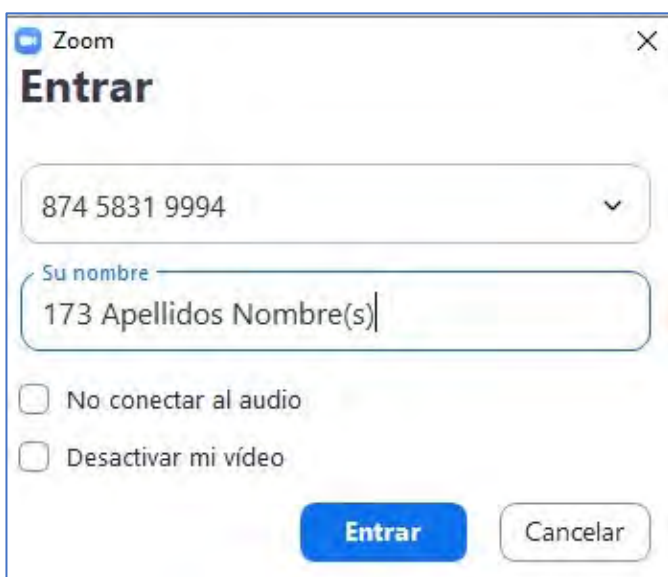 Zoom
Entrar
874 5831 9994
Su nombre
173 Apellidos Nombre(s)
No conectar al audio
Desactivar mi vídeo
Entrar
Cancelar